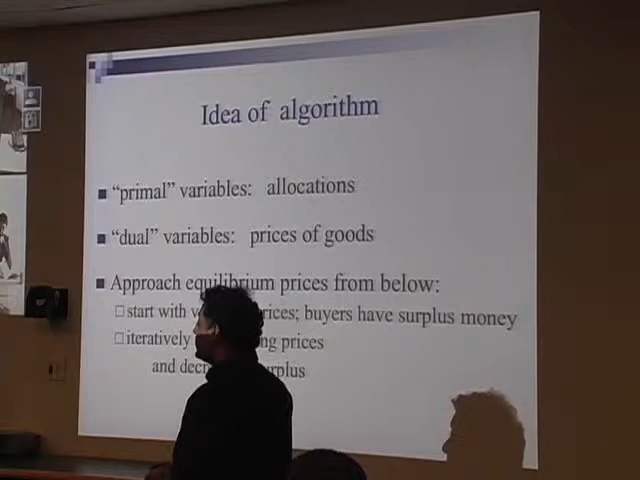 Idea of algorithm
"primal" variables: allocations
"dual" variables: prices of goods
Approach equilibrium prices from below:
start with rices; buyers have surplus money
iteratively ng prices
and decr urplus